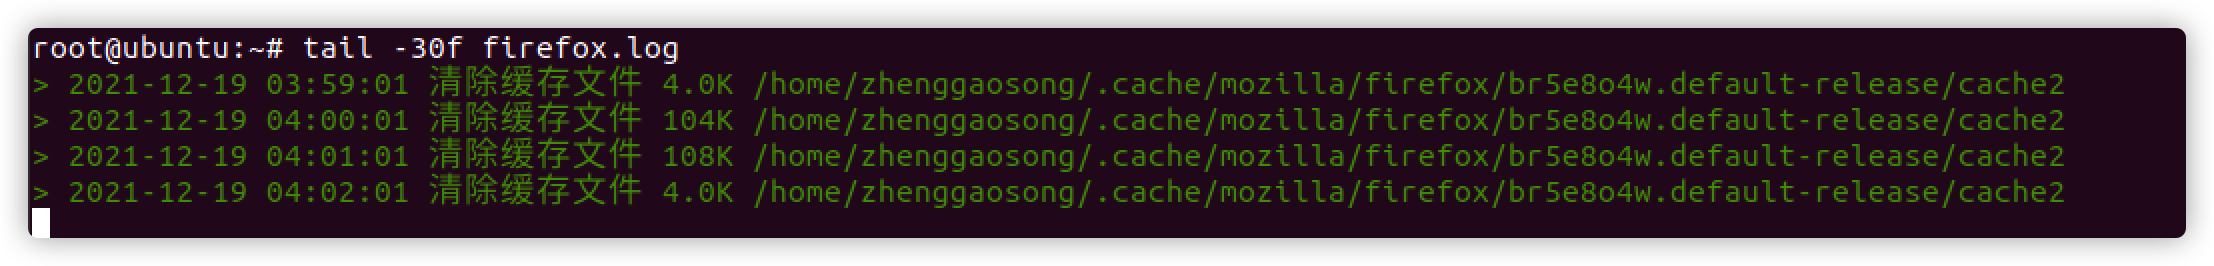 root@ubuntu:~# tail -30f firefox.log
> 2021-12-19 03:59:01 清除缓存文件 4.0K /home/zhenggaosong/.cache/mozilla/firefox/br5e8o4w.default-release/cache2
> 2021-12-19 04:00:01 清除缓存文件 104K /home/zhenggaosong/.cache/mozilla/firefox/br5e8o4w.default-release/cache2
> 2021-12-19 04:01:01 清除缓存文件 108K /home/zhenggaosong/.cache/mozilla/firefox/br5e8o4w.default-release/cache2
> 2021-12-19 04:02:01 清除缓存文件 4.0K /home/zhenggaosong/.cache/mozilla/firefox/br5e8o4w.default-release/cache2